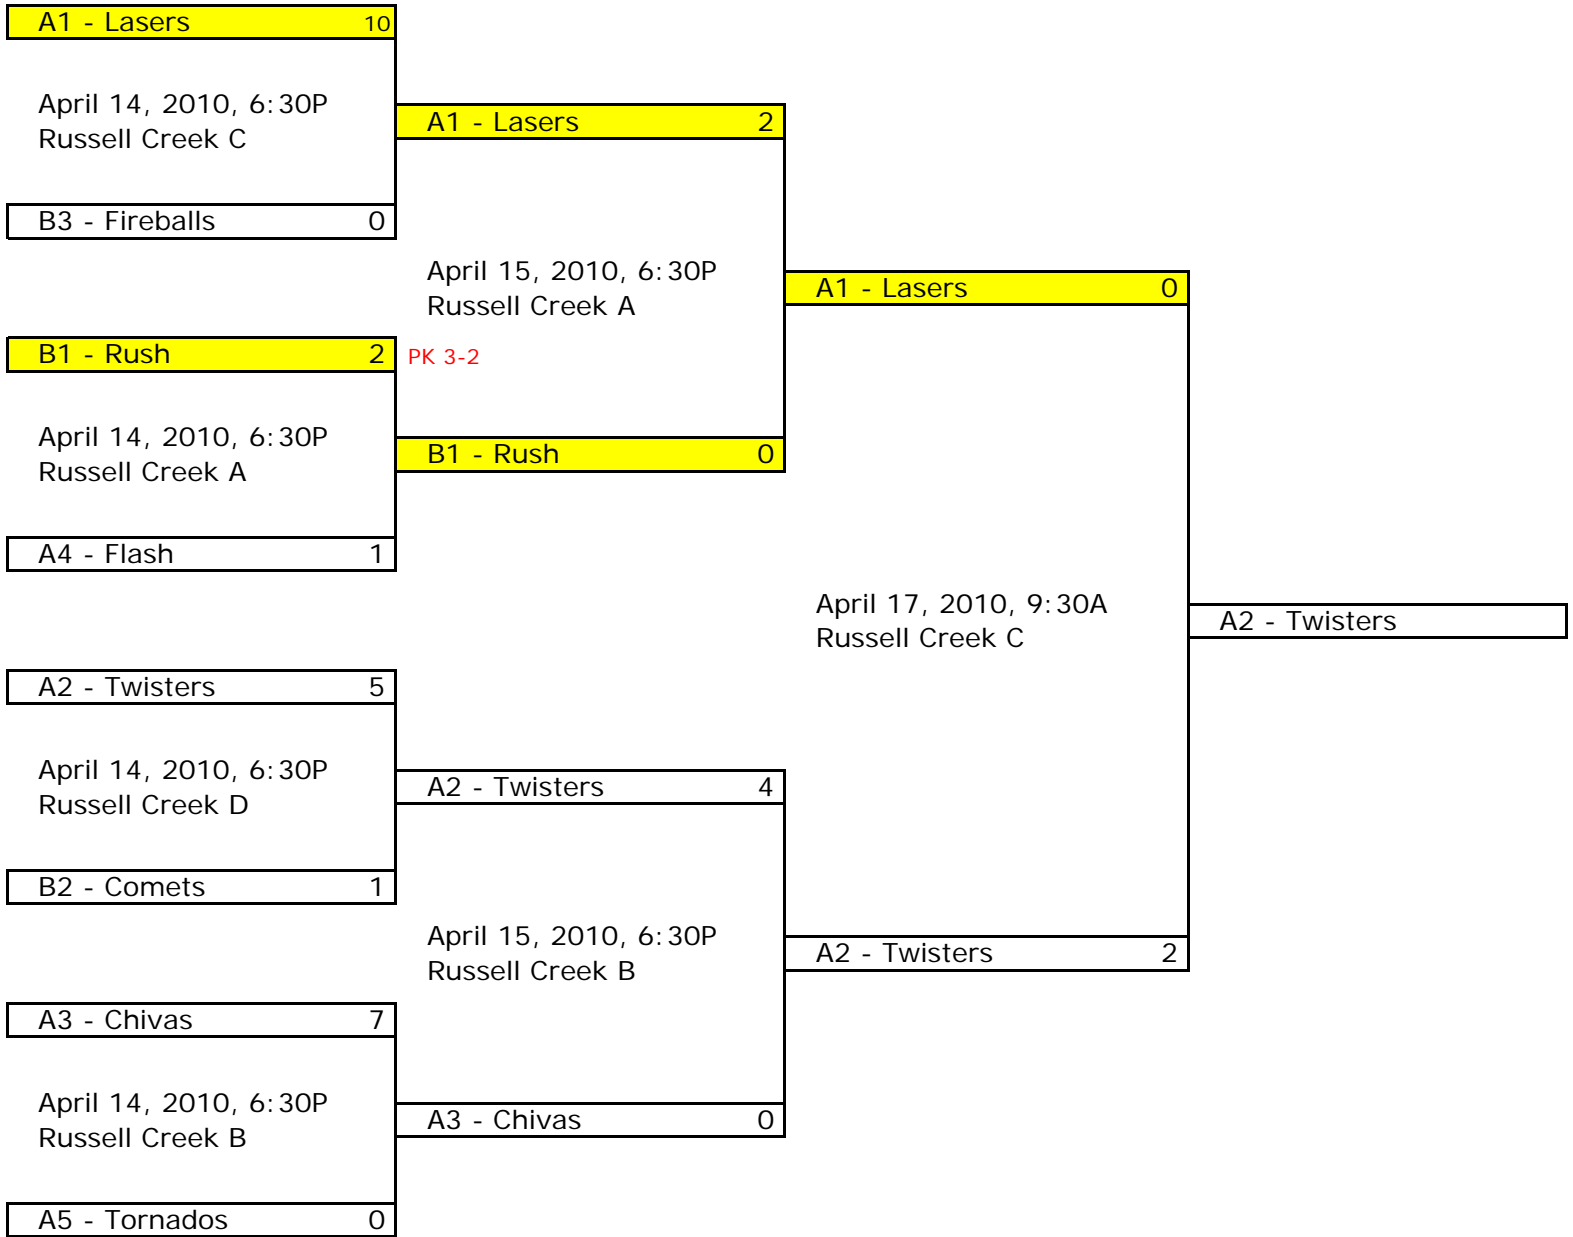 A1 - Lasers 10
April 14, 2010, 6:30P
Russell Creek C
B3 - Fireballs 0
B1 - Rush 2 PK 3-2
April 14, 2010, 6:30P
Russell Creek A
A4 - Flash 1
A2 - Twisters 5
April 14, 2010, 6:30P
Russell Creek D
B2 - Comets 1
A3 - Chivas 7
April 14, 2010, 6:30P
Russell Creek B
A5 - Tornados 0
A1 - Lasers 2
April 15, 2010, 6:30P
Russell Creek A
B1 - Rush 0
A2 - Twisters 4
April 15, 2010, 6:30P
Russell Creek B
A3 - Chivas 0
A1 - Lasers 0
April 17, 2010, 9:30A
Russell Creek C
A2 - Twisters 2
A2 - Twisters